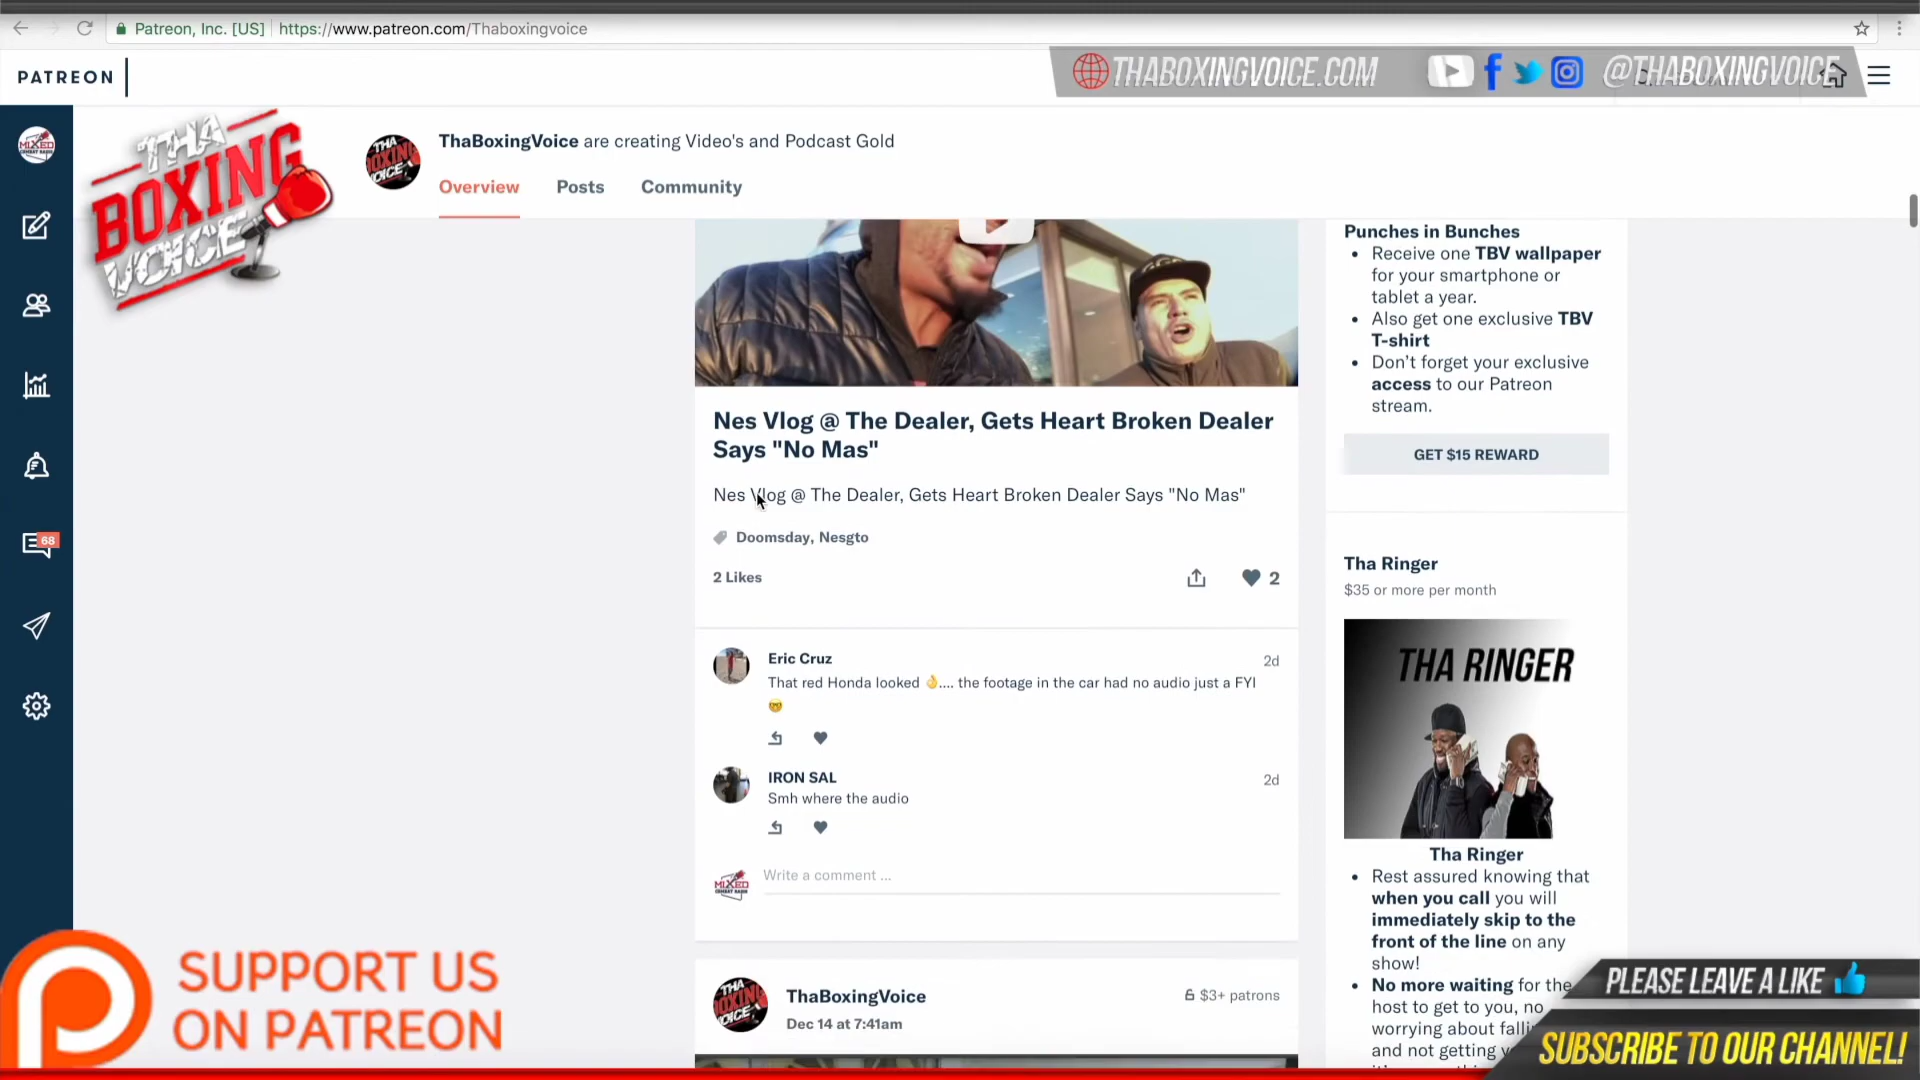 Patreon, Inc. [US] https://www.patreon.com/Thaboxingvoice
PATREON
THABOXINGVOICE.COM @THABOXINGVOICE
THA BOXING VOICE
ThaBoxingVoice are creating Video's and Podcast Gold
Overview Posts Community
Nes Vlog @ The Dealer, Gets Heart Broken Dealer
Says "No Mas"
Nes Vlog @ The Dealer, Gets Heart Broken Dealer Says "No Mas"
Doomsday, Nesgto
2 Likes
2
68
Eric Cruz 2d
That red Honda looked 👌.... the footage in the car had no audio just a FYI
🤓
IRON SAL 2d
Smh where the audio
MIXED
Write a comment ...
ThaBoxingVoice $3+ patrons
Dec 14 at 7:41am
Punches in Bunches
• Receive one TBV wallpaper
for your smartphone or
tablet a year.
• Also get one exclusive TBV
T-shirt
• Don't forget your exclusive
access to our Patreon
stream.
GET $15 REWARD
Tha Ringer
$35 or more per month
THA RINGER
Tha Ringer
• Rest assured knowing that
when you call you will
immediately skip to the
front of the line on any
show!
• No more waiting for the
host to get to you, no
worrying about
and not getting
SUPPORT US
ON PATREON
PLEASE LEAVE A LIKE
SUBSCRIBE TO OUR CHANNEL!